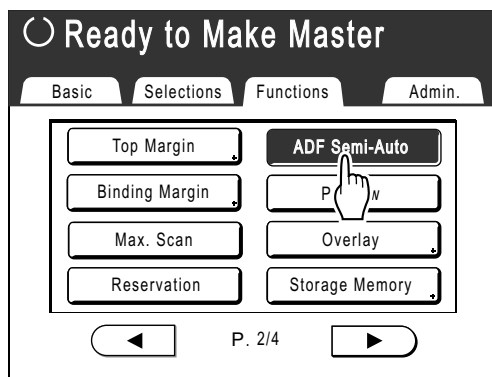 Ready to Make Master
Basic Selections Functions Admin.
Top Margin ADF Semi-Auto
Binding Margin
Max. Scan Overlay
Reservation Storage Memory
P. 2/4